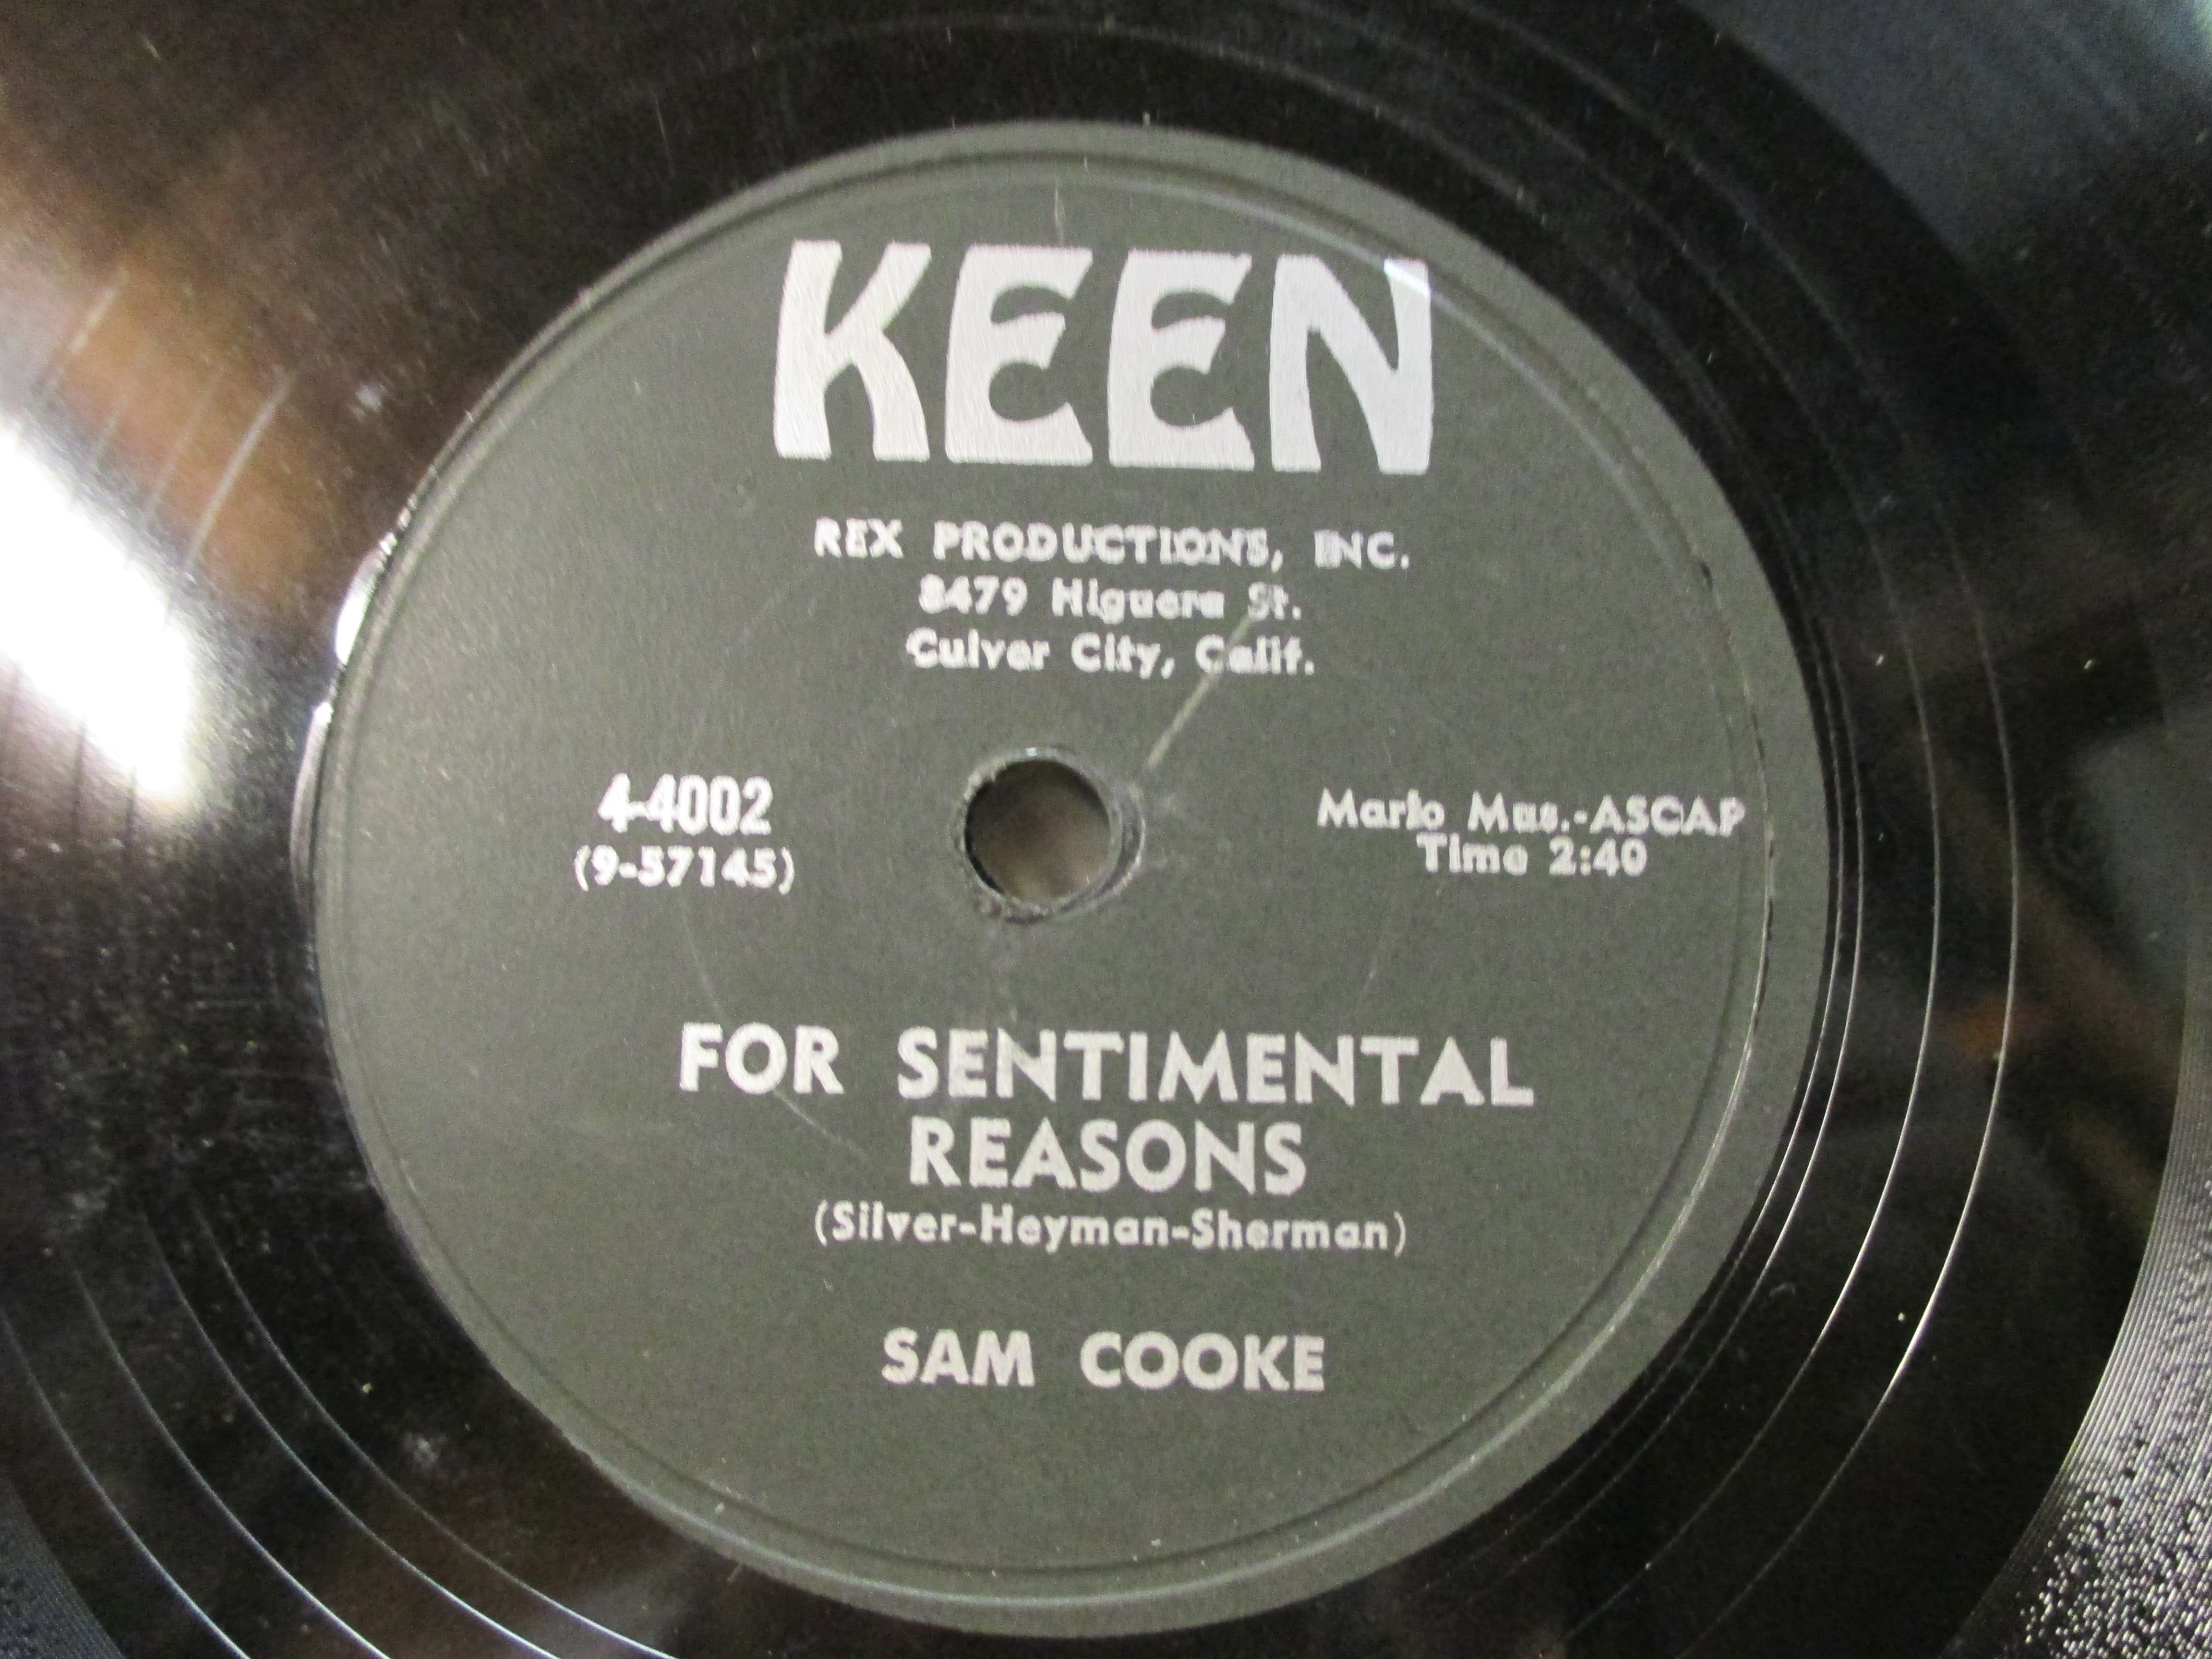 KEEN
REX PRODUCTIONS, INC.
8479 Higuera St.
Culver City, Calif.
4-4002
(9-57145)
Marlo Mus.-ASCAP
Time 2:40
FOR SENTIMENTAL
REASONS
(Silver-Heyman-Sherman)
SAM COOKE